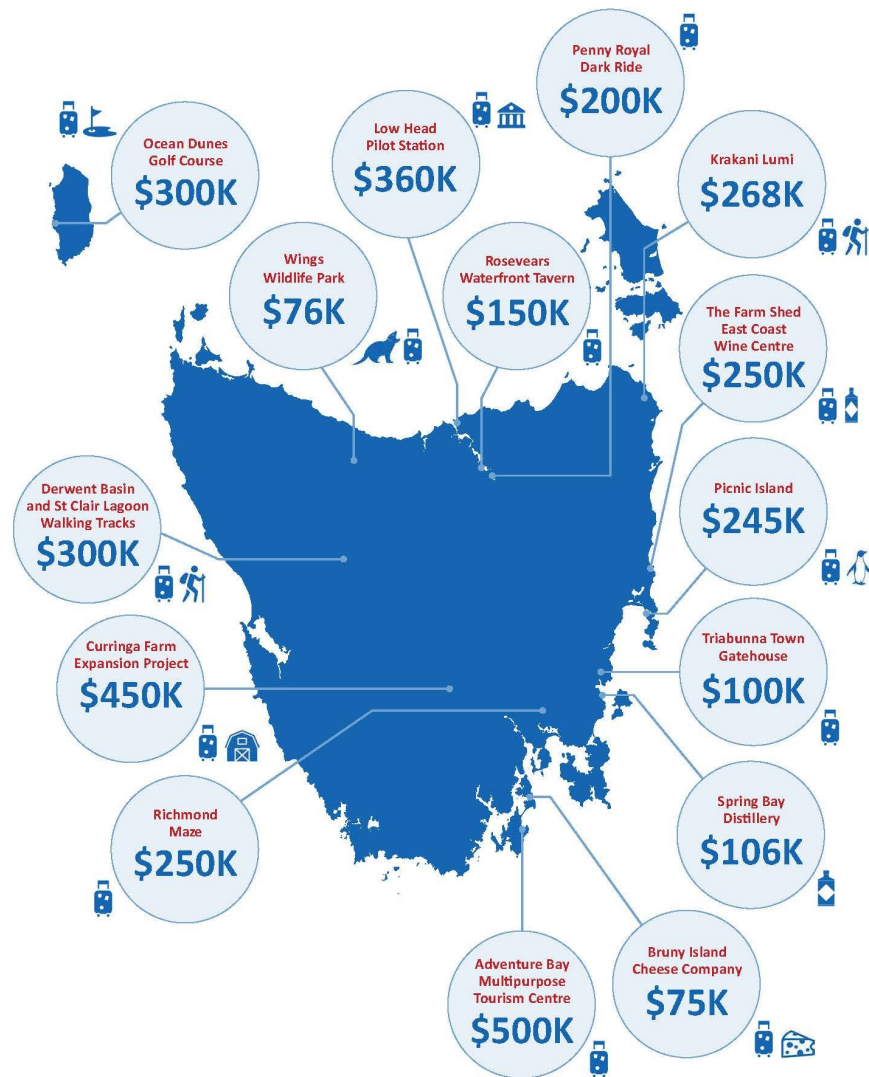 Penny Royal
Dark Ride
$200K
Ocean Dunes
Golf Course
$300K
Low Head
Pilot Station
$360K
Krakani Lumi
$268K
Wings
Wildlife Park
$76K
Rosevears
Waterfront Tavern
$150K
The Farm Shed
East Coast
Wine Centre
$250K
Derwent Basin
and St Clair Lagoon
Walking Tracks
$300K
Picnic Island
$245K
Curringa Farm
Expansion Project
$450K
Triabunna Town
Gatehouse
$100K
Richmond
Maze
$250K
Spring Bay
Distillery
$106K
Adventure Bay
Multipurpose
Tourism Centre
$500K
Bruny Island
Cheese Company
$75K